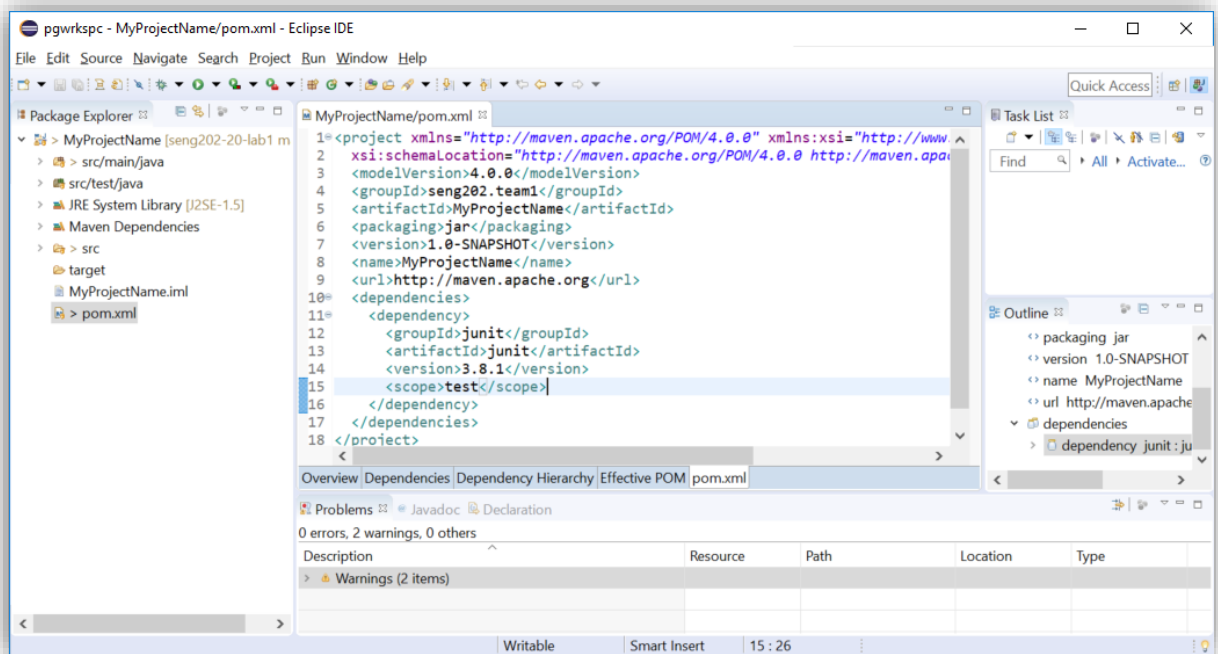 pgwrkspc - MyProjectName/pom.xml - Eclipse IDE
File Edit Source Navigate Search Project Run Window Help
Quick Access
Package Explorer
MyProjectName/pom.xml
Task List
> MyProjectName [seng202-20-lab1 m
> src/main/java
src/test/java
JRE System Library [J2SE-1.5]
Maven Dependencies
> src
target
MyProjectName.iml
> pom.xml
1 <project xmlns="http://maven.apache.org/POM/4.0.0" xmlns:xsi="http://www.
2 xsi:schemaLocation="http://maven.apache.org/POM/4.0.0 http://maven.apac
3 <modelVersion>4.0.0</modelVersion>
4 <groupId>seng202.team1</groupId>
5 <artifactId>MyProjectName</artifactId>
6 <packaging>jar</packaging>
7 <version>1.0-SNAPSHOT</version>
8 <name>MyProjectName</name>
9 <url>http://maven.apache.org</url>
10 <dependencies>
11 <dependency>
12 <groupId>junit</groupId>
13 <artifactId>junit</artifactId>
14 <version>3.8.1</version>
15 <scope>test</scope>
16 </dependency>
17 </dependencies>
18 </project>
Overview Dependencies Dependency Hierarchy Effective POM pom.xml
Find All Activate...
Outline
packaging jar
version 1.0-SNAPSHOT
name MyProjectName
url http://maven.apache
dependencies
dependency junit : ju
Problems Javadoc Declaration
0 errors, 2 warnings, 0 others
Description Resource Path Location Type
Warnings (2 items)
Writable Smart Insert 15 : 26